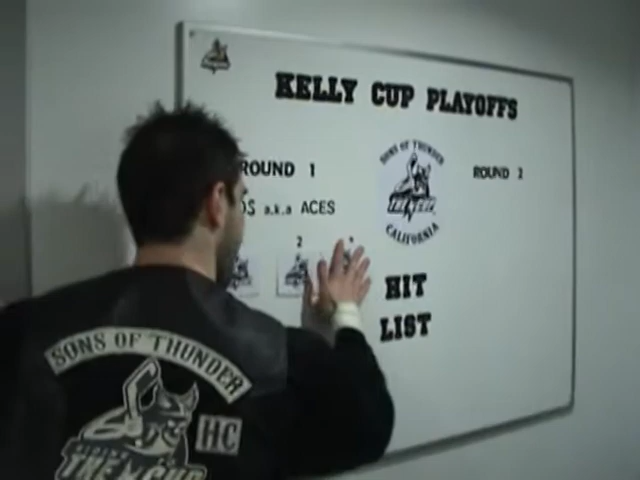 KELLY CUP PLAYOFFS
ROUND 1
ROUND 2
a.k.a ACES
2
SONS OF THUNDER
CALIFORNIA
HIT
LIST
SONS OF THUNDER
HC